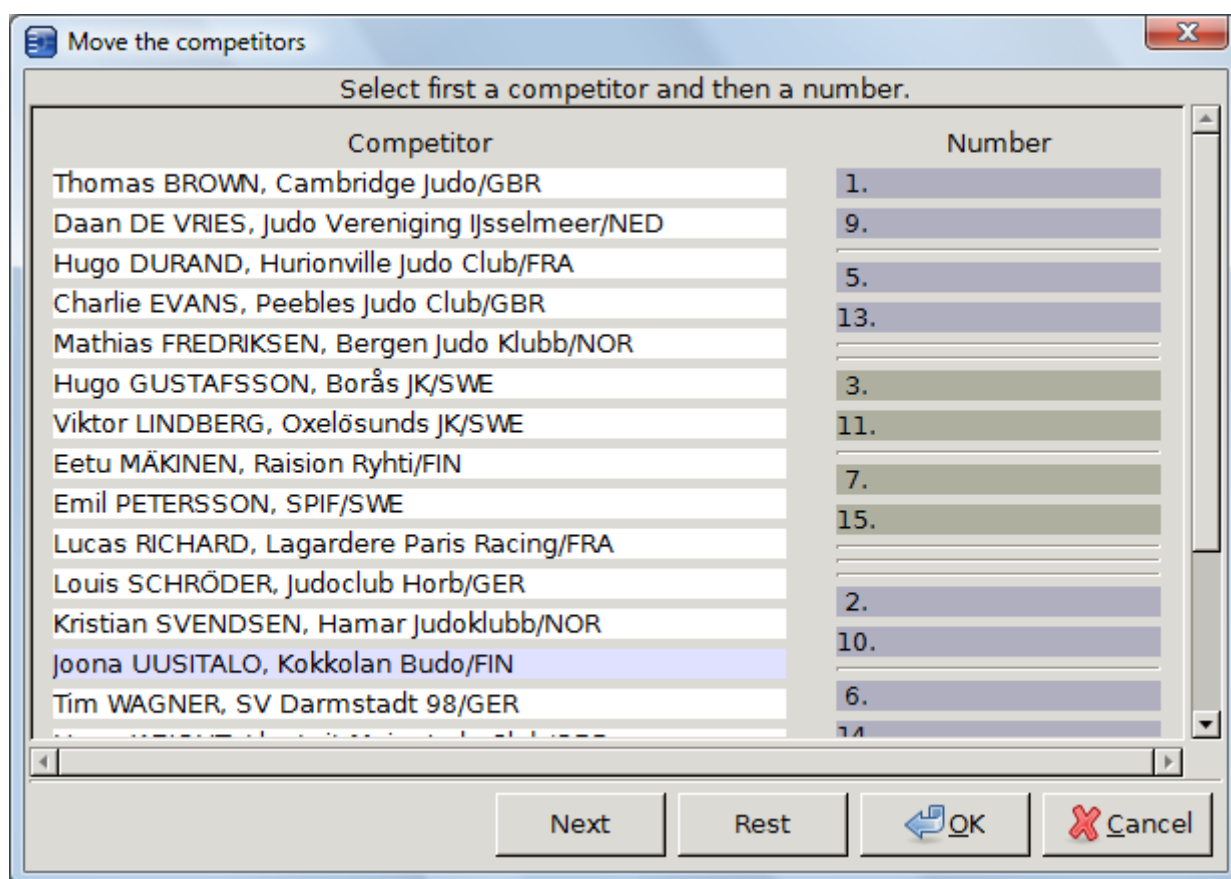 Move the competitors
Select first a competitor and then a number.
Competitor
Thomas BROWN, Cambridge Judo/GBR
Daan DE VRIES, Judo Vereniging IJsselmeer/NED
Hugo DURAND, Hurionville Judo Club/FRA
Charlie EVANS, Peebles Judo Club/GBR
Mathias FREDRIKSEN, Bergen Judo Klubb/NOR
Hugo GUSTAFSSON, Borås JK/SWE
Viktor LINDBERG, Oxelösunds JK/SWE
Eetu MÄKINEN, Raision Ryhti/FIN
Emil PETERSSON, SPIF/SWE
Lucas RICHARD, Lagardere Paris Racing/FRA
Louis SCHRÖDER, Judoclub Horb/GER
Kristian SVENDSEN, Hamar Judoklubb/NOR
Joona UUSITALO, Kokkolan Budo/FIN
Tim WAGNER, SV Darmstadt 98/GER
Number
1.
9.
5.
13.
3.
11.
7.
15.
2.
10.
6.
14.
Next
Rest
OK
Cancel